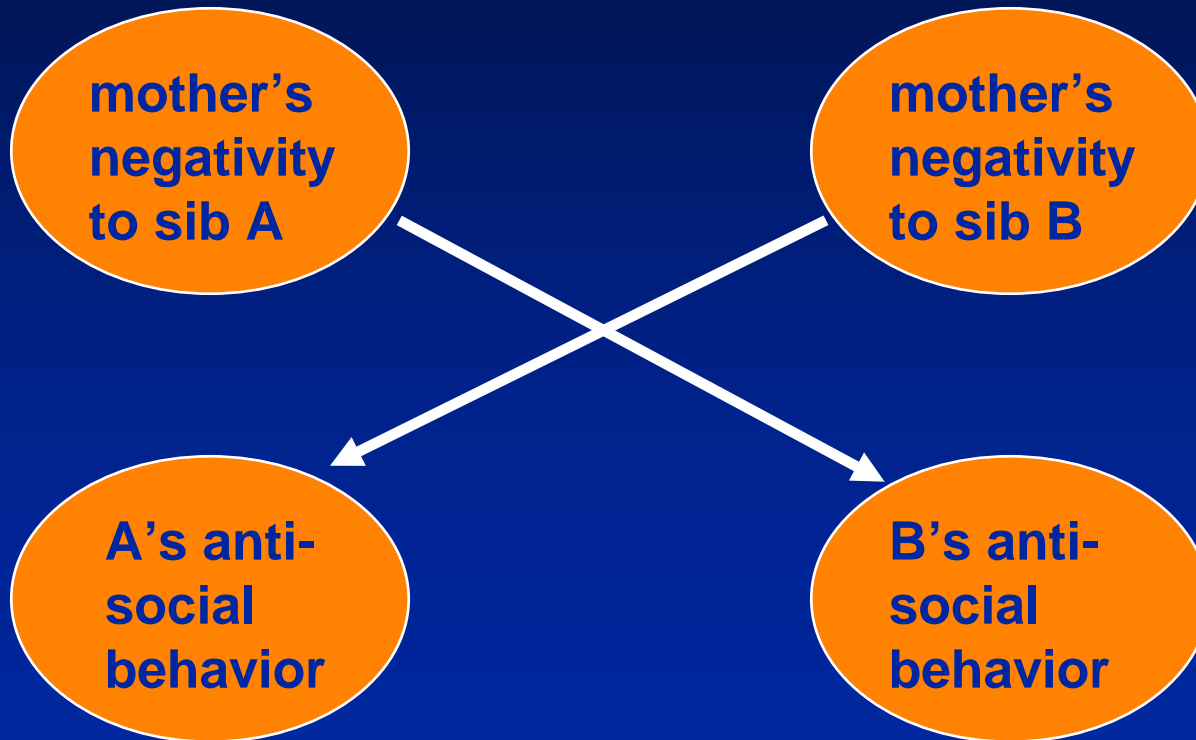 mother’s
negativity
to sib A
mother’s
negativity
to sib B
A’s anti-
social
behavior
B’s anti-
social
behavior